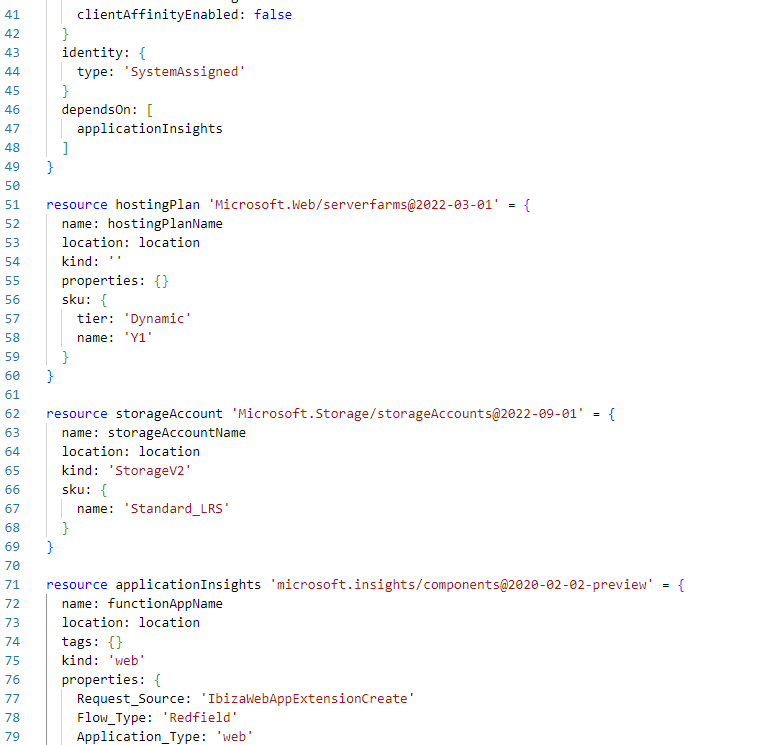 41 clientAffinityEnabled: false
42 }
43 identity: {
44 type: 'SystemAssigned'
45 }
46 dependsOn: [
47 applicationInsights
48 ]
49 }
50
51 resource hostingPlan 'Microsoft.Web/serverfarms@2022-03-01' = {
52 name: hostingPlanName
53 location: location
54 kind: ''
55 properties: {}
56 sku: {
57 tier: 'Dynamic'
58 name: 'Y1'
59 }
60 }
61
62 resource storageAccount 'Microsoft.Storage/storageAccounts@2022-09-01' = {
63 name: storageAccountName
64 location: location
65 kind: 'StorageV2'
66 sku: {
67 name: 'Standard_LRS'
68 }
69 }
70
71 resource applicationInsights 'microsoft.insights/components@2020-02-02-preview' = {
72 name: functionAppName
73 location: location
74 tags: {}
75 kind: 'web'
76 properties: {
77 Request_Source: 'IbizaWebAppExtensionCreate'
78 Flow_Type: 'Redfield'
79 Application_Type: 'web'